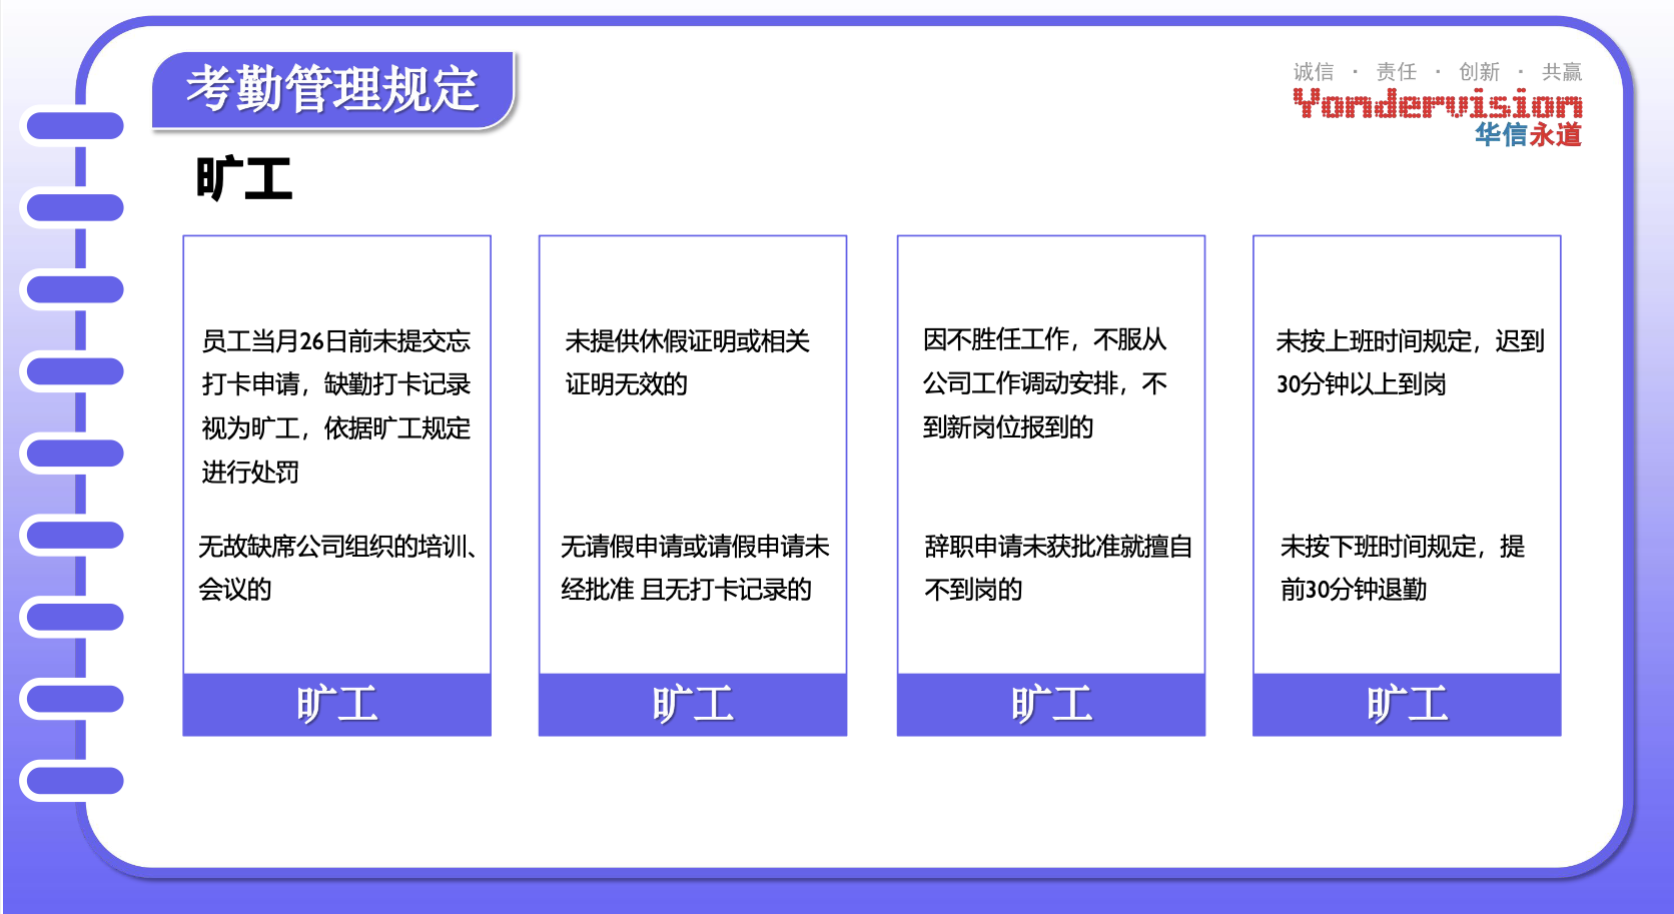 考勤管理规定
诚信 · 责任 · 创新 · 共赢
Yondervision
华信永道
旷工
员工当月26日前未提交忘
打卡申请，缺勤打卡记录
视为旷工，依据旷工规定
进行处罚
无故缺席公司组织的培训、
会议的
旷工
未提供休假证明或相关
证明无效的
无请假申请或请假申请未
经批准 且无打卡记录的
旷工
因不胜任工作，不服从
公司工作调动安排，不
到新岗位报到的
辞职申请未获批准就擅自
不到岗的
旷工
未按上班时间规定，迟到
30分钟以上到岗
未按下班时间规定，提
前30分钟退勤
旷工